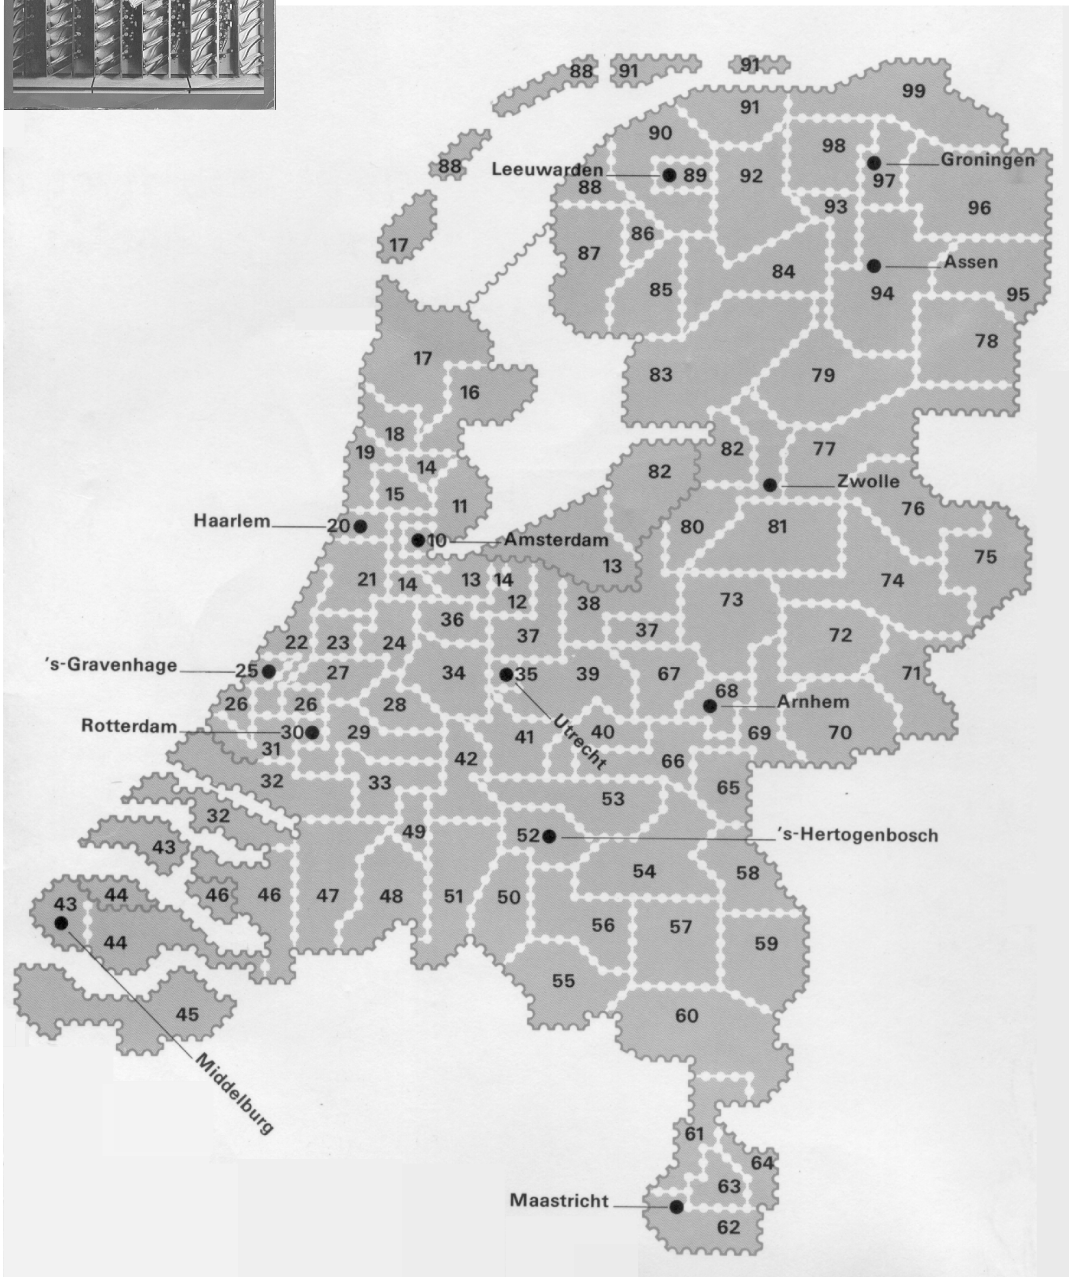 88 91 91
99
91
90
98
Groningen
88
Leeuwarden 89 92 97
88
93 96
17 86
87
Assen
84
85 94 95
17 78
83 79
16
18
19 82 77
14 82
Zwolle
15
11 76
Haarlem 20 80 81
10 Amsterdam
75
13
21 14 13 14 74
12 38 73
36
37 37 72
22 23 24
's-Gravenhage 25 27 34 35 39 67 71
68
26 26 28 Arnhem
Rotterdam 30 29 41 Utrecht 40 69 70
31
42 66
32 33 65
53
32
49 52 's-Hertogenbosch
43
54 58
44 46 46 47 48 51 50
43
56 57
44 59
55
45 60
Middelburg
61
64
63
Maastricht
62